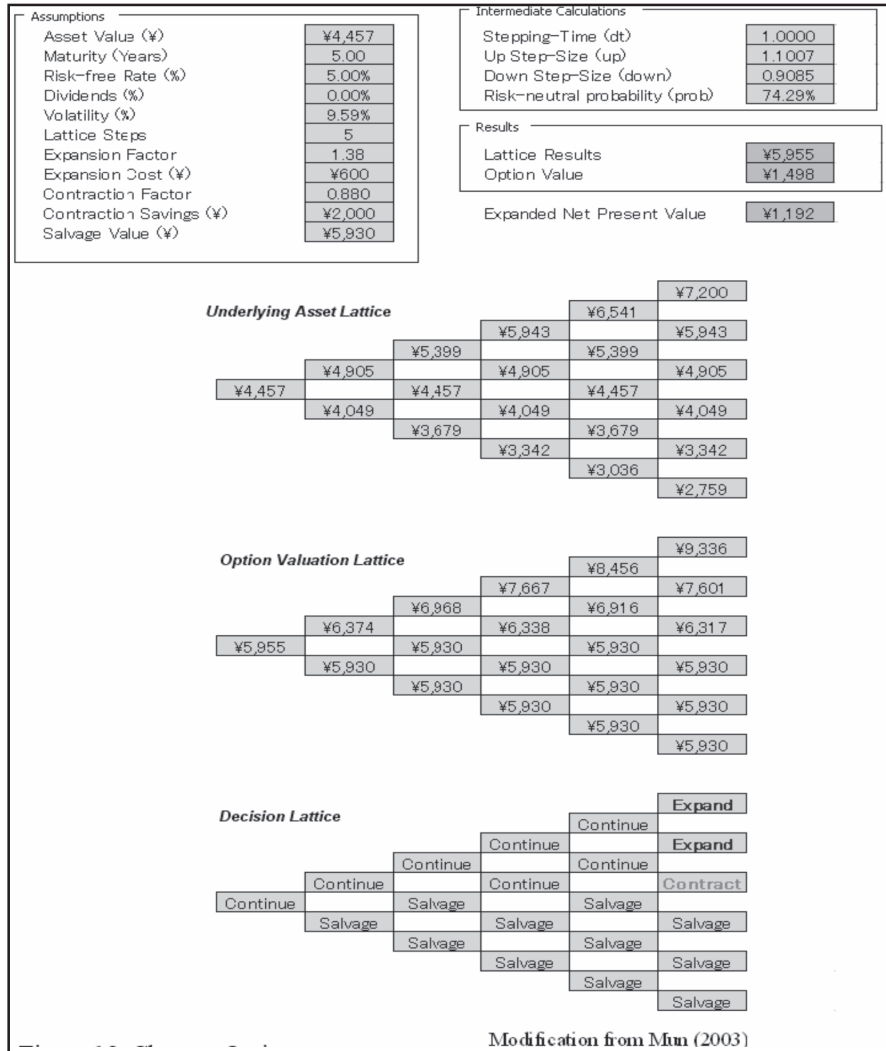 Assumptions
Asset Value (¥) ¥4,457
Maturity (Years) 5.00
Risk-free Rate (%) 5.00%
Dividends (%) 0.00%
Volatility (%) 9.59%
Lattice Steps 5
Expansion Factor 1.38
Expansion Cost (¥) ¥600
Contraction Factor 0.880
Contraction Savings (¥) ¥2,000
Salvage Value (¥) ¥5,930
Intermediate Calculations
Stepping-Time (dt) 1.0000
Up Step-Size (up) 1.1007
Down Step-Size (down) 0.9085
Risk-neutral probability (prob) 74.29%
Results
Lattice Results ¥5,955
Option Value ¥1,498
Expanded Net Present Value ¥1,192
¥7,200
Underlying Asset Lattice ¥6,541
¥5,943 ¥5,943
¥5,399 ¥5,399
¥4,905 ¥4,905 ¥4,905
¥4,457 ¥4,457 ¥4,457
¥4,049 ¥4,049 ¥4,049
¥3,679 ¥3,679
¥3,342 ¥3,342
¥3,036
¥2,759
¥9,336
Option Valuation Lattice ¥8,456
¥7,667 ¥7,601
¥6,968 ¥6,916
¥6,374 ¥6,338 ¥6,317
¥5,955 ¥5,930 ¥5,930
¥5,930 ¥5,930 ¥5,930
¥5,930 ¥5,930
¥5,930 ¥5,930
¥5,930
¥5,930
Expand
Decision Lattice Continue
Continue Expand
Continue Continue
Continue Continue Contract
Continue Salvage Salvage
Salvage Salvage Salvage
Salvage Salvage
Salvage Salvage
Salvage
Salvage
Modification from Mun (2003)